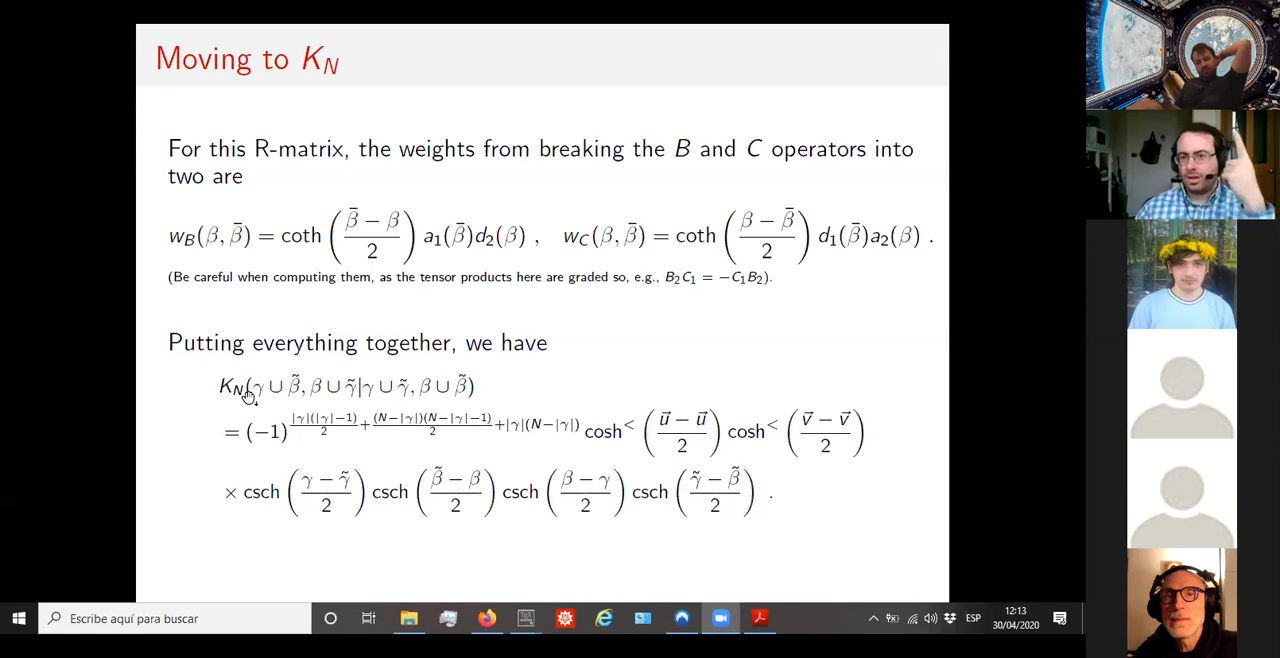 Moving to K_N
For this R-matrix, the weights from breaking the B and C operators into
two are
w_B(β, β̄) = coth((β̄ − β)/2) a_1(β̄)d_2(β) ,   w_C(β, β̄) = coth((β − β̄)/2) d_1(β̄)a_2(β) .
(Be careful when computing them, as the tensor products here are graded so, e.g., B_2C_1 = −C_1B_2).
Putting everything together, we have
K_N(γ ∪ β̃, β ∪ γ̃|γ ∪ γ̃, β ∪ β̃)
= (−1)^{|γ|(|γ|−1)/2 + (N−|γ|)(N−|γ|−1)/2 + |γ|(N−|γ|)} cosh^<((u⃗ − u⃗)/2) cosh^<((v⃗ − v⃗)/2)
× csch((γ − γ̃)/2) csch((β̃ − β)/2) csch((β − γ)/2) csch((γ̃ − β̃)/2) .
Escribe aquí para buscar
ESP
12:13
30/04/2020